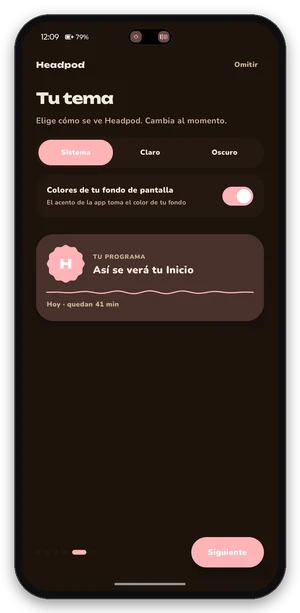 12:09 79%
Headpod Omitir
Tu tema
Elige cómo se ve Headpod. Cambia al momento.
Sistema Claro Oscuro
Colores de tu fondo de pantalla
El acento de la app toma el color de tu fondo
H
TU PROGRAMA
Así se verá tu Inicio
Hoy · quedan 41 min
Siguiente